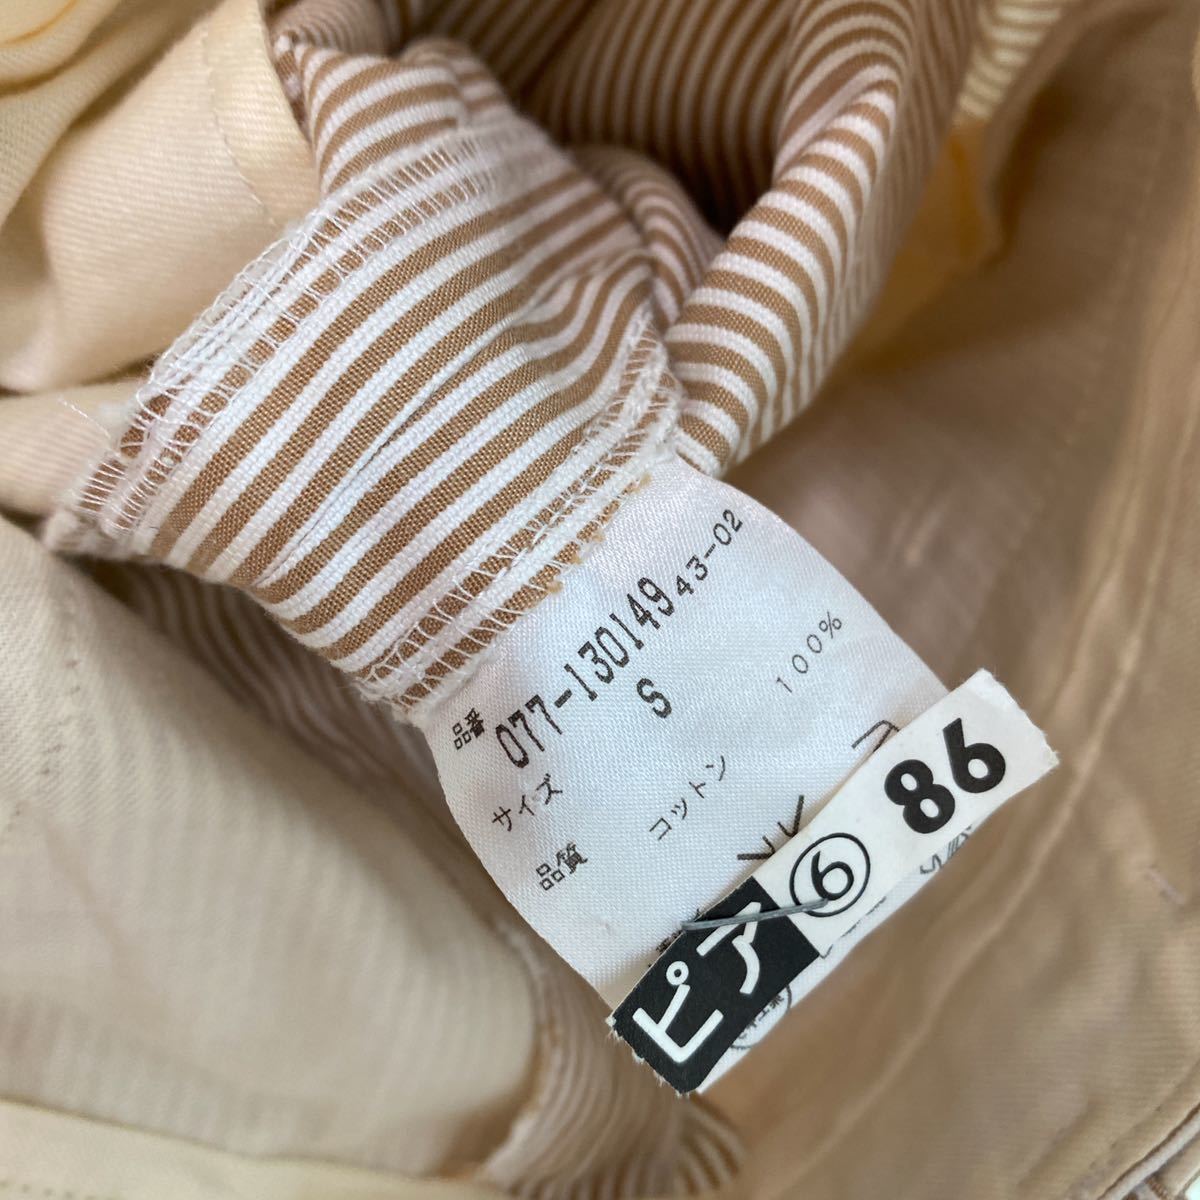 品番 077-130149 43-02
サイズ S
品質 コットン 100%
ピア ⑥ 86